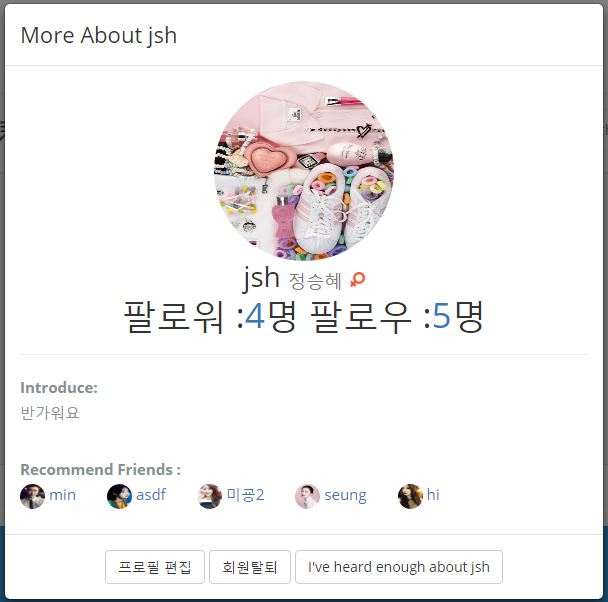 More About jsh
jsh 정승혜
팔로워 :4명 팔로우 :5명
Introduce:
반가워요
Recommend Friends :
min asdf 미굥2 seung hi
프로필 편집 회원탈퇴 I've heard enough about jsh